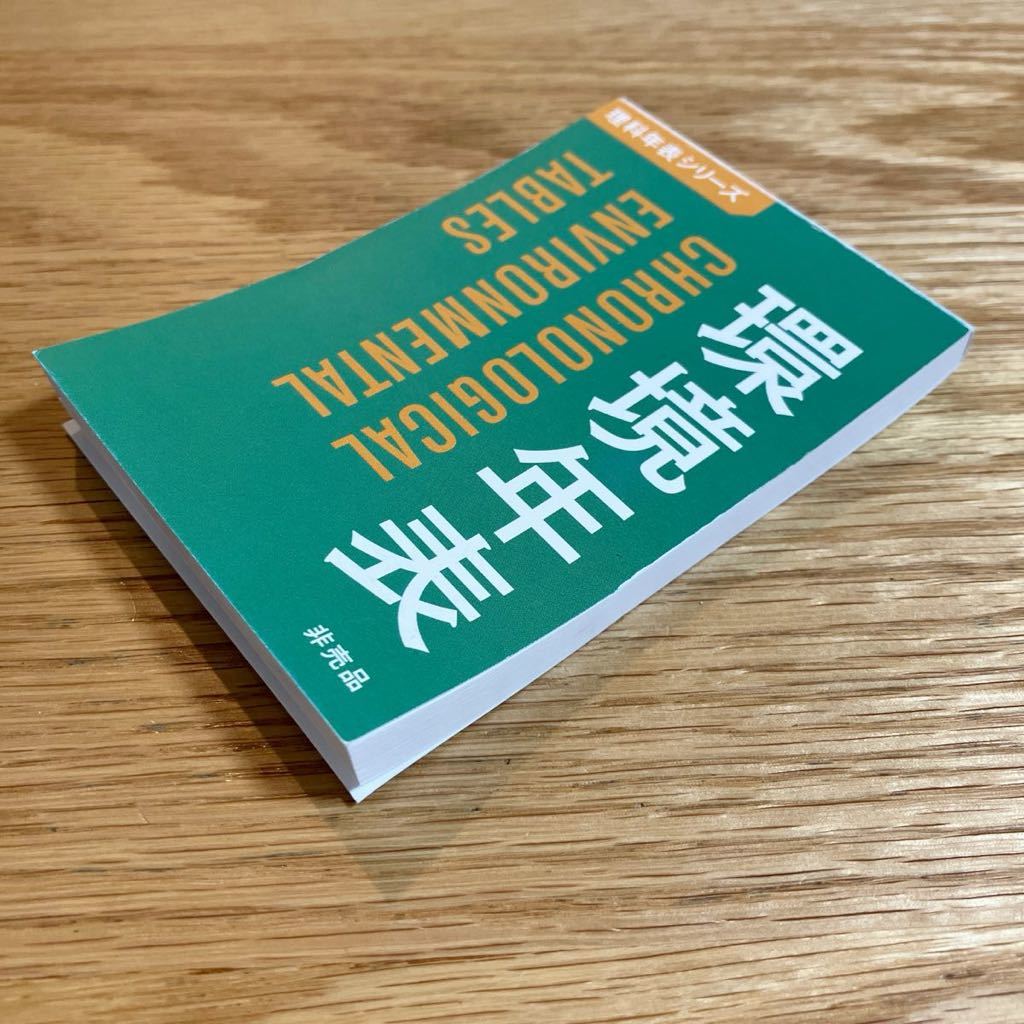 理科年表シリーズ
環境年表
CHRONOLOGICAL
ENVIRONMENTAL
TABLES
非売品